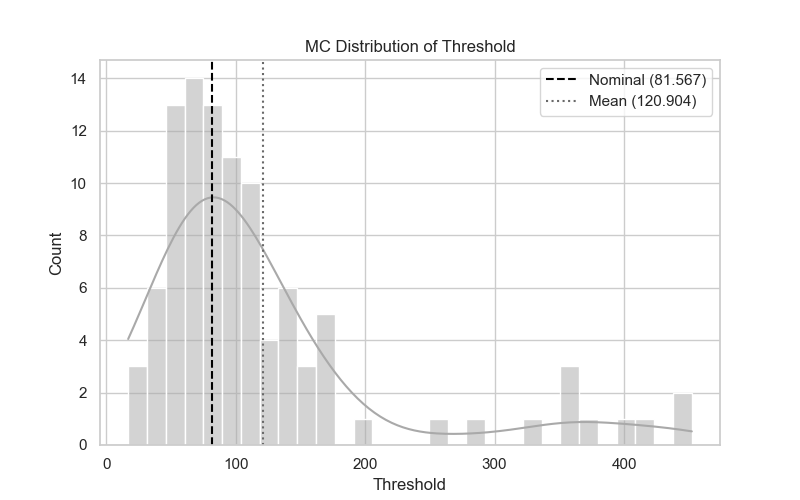 MC Distribution of Threshold
Nominal (81.567)
Mean (120.904)
14
12
10
8
6
4
2
0
Count
0 100 200 300 400
Threshold